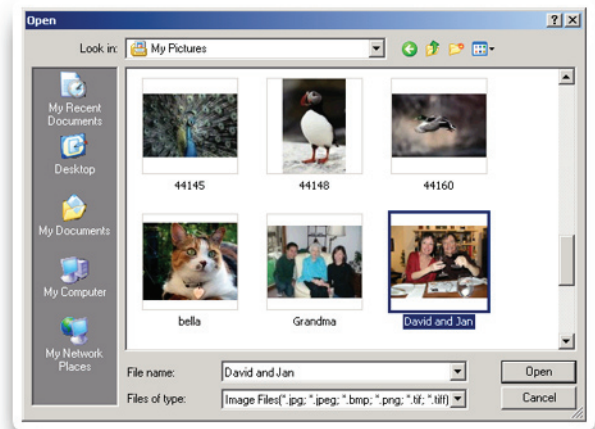 Open
Look in:
My Pictures
My Recent
Documents
Desktop
My Documents
My Computer
My Network
Places
44145
44148
44160
bella
Grandma
David and Jan
File name:
David and Jan
Open
Files of type:
Image Files(*.jpg; *.jpeg; *.bmp; *.png; *.tif; *.tiff)
Cancel